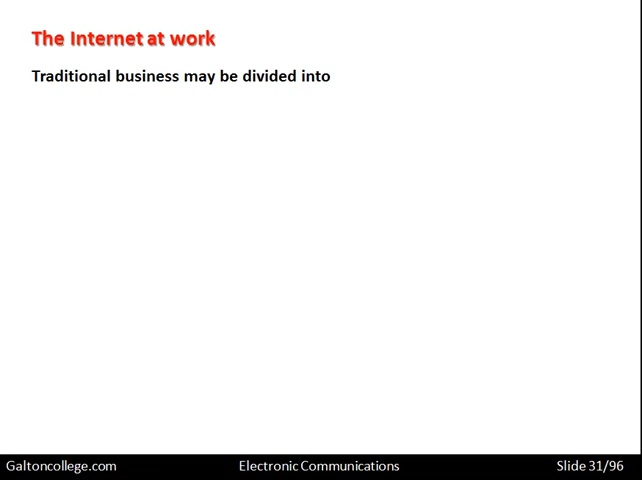 The Internet at work
Traditional business may be divided into
Galtoncollege.com
Electronic Communications
Slide 31/96